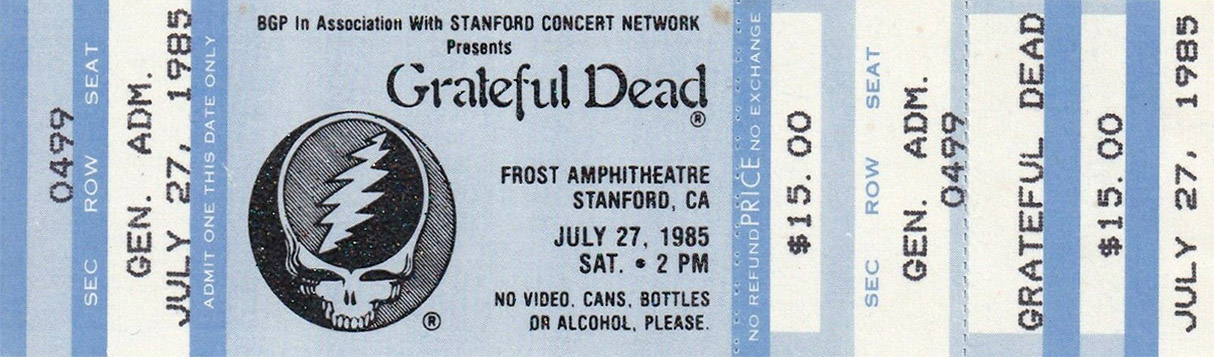 0499
SEC ROW SEAT
GEN. ADM.
JULY 27, 1985
ADMIT ONE THIS DATE ONLY
BGP In Association With STANFORD CONCERT NETWORK
Presents
Grateful Dead
®
FROST AMPHITHEATRE
STANFORD, CA
JULY 27, 1985
SAT. • 2 PM
NO VIDEO, CANS, BOTTLES
OR ALCOHOL, PLEASE.
®
NO REFUND PRICE NO EXCHANGE
$15.00
SEC ROW SEAT
GEN. ADM.
0499
GRATEFUL DEAD
$15.00
JULY 27, 1985